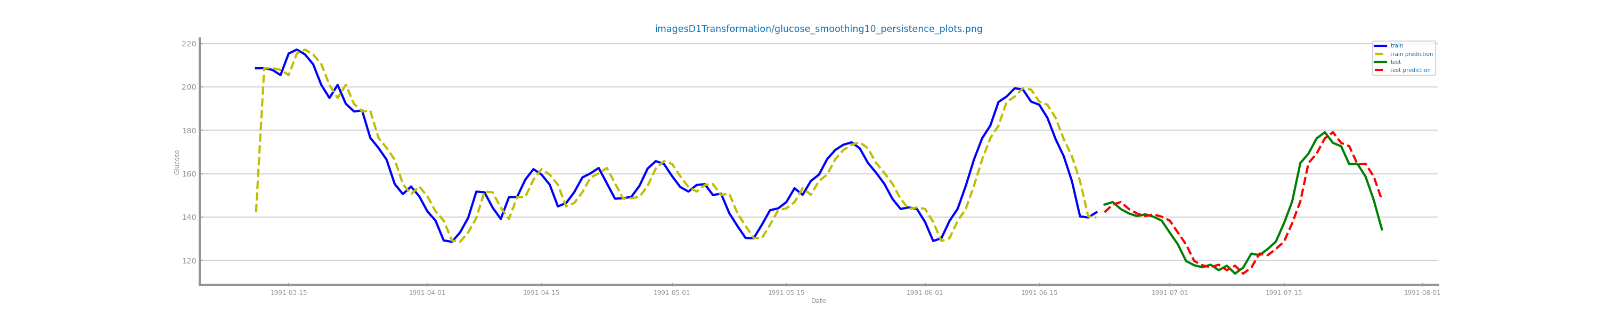 imagesD1Transformation/glucose_smoothing10_persistence_plots.png
220
200
180
160
140
120
Glucose
train
train prediction
test
test prediction
1991-03-15
1991-04-01
1991-04-15
1991-05-01
1991-05-15
1991-06-01
1991-06-15
1991-07-01
1991-07-15
1991-08-01
Date